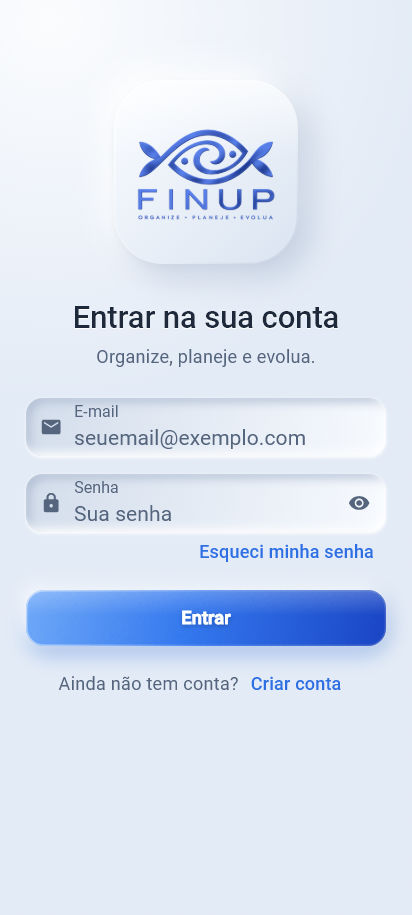 FINUP
ORGANIZE • PLANEJE • EVOLUA
Entrar na sua conta
Organize, planeje e evolua.
E-mail
seuemail@exemplo.com
Senha
Sua senha
Esqueci minha senha
Entrar
Ainda não tem conta? Criar conta